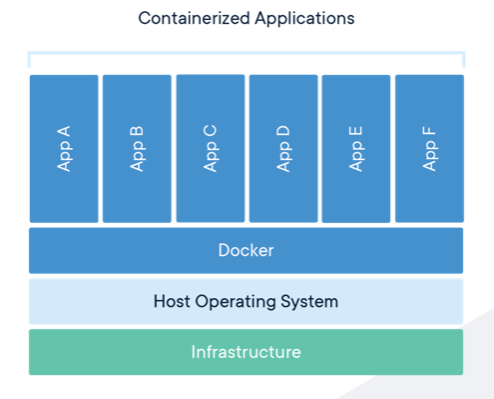 Containerized Applications
App A
App B
App C
App D
App E
App F
Docker
Host Operating System
Infrastructure